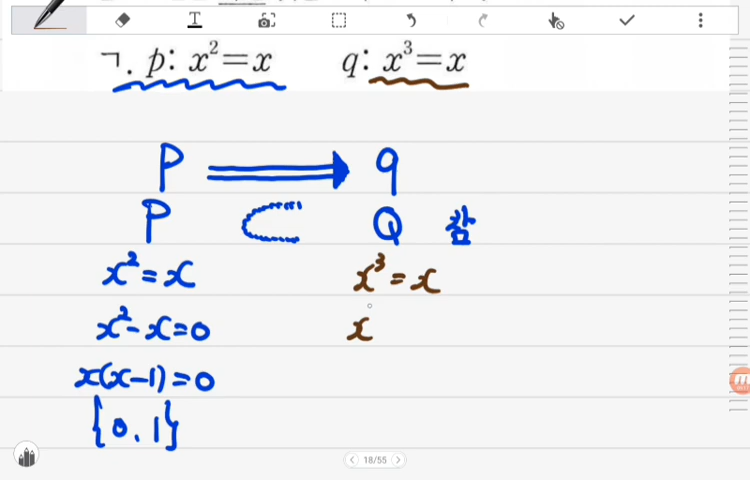 T
ㄱ. p: x²=x q: x³=x
P ⟹ q
P ⊂ Q 참
x²=x x³=x
x²-x=0 x
x(x-1)=0
{0, 1}
18/55